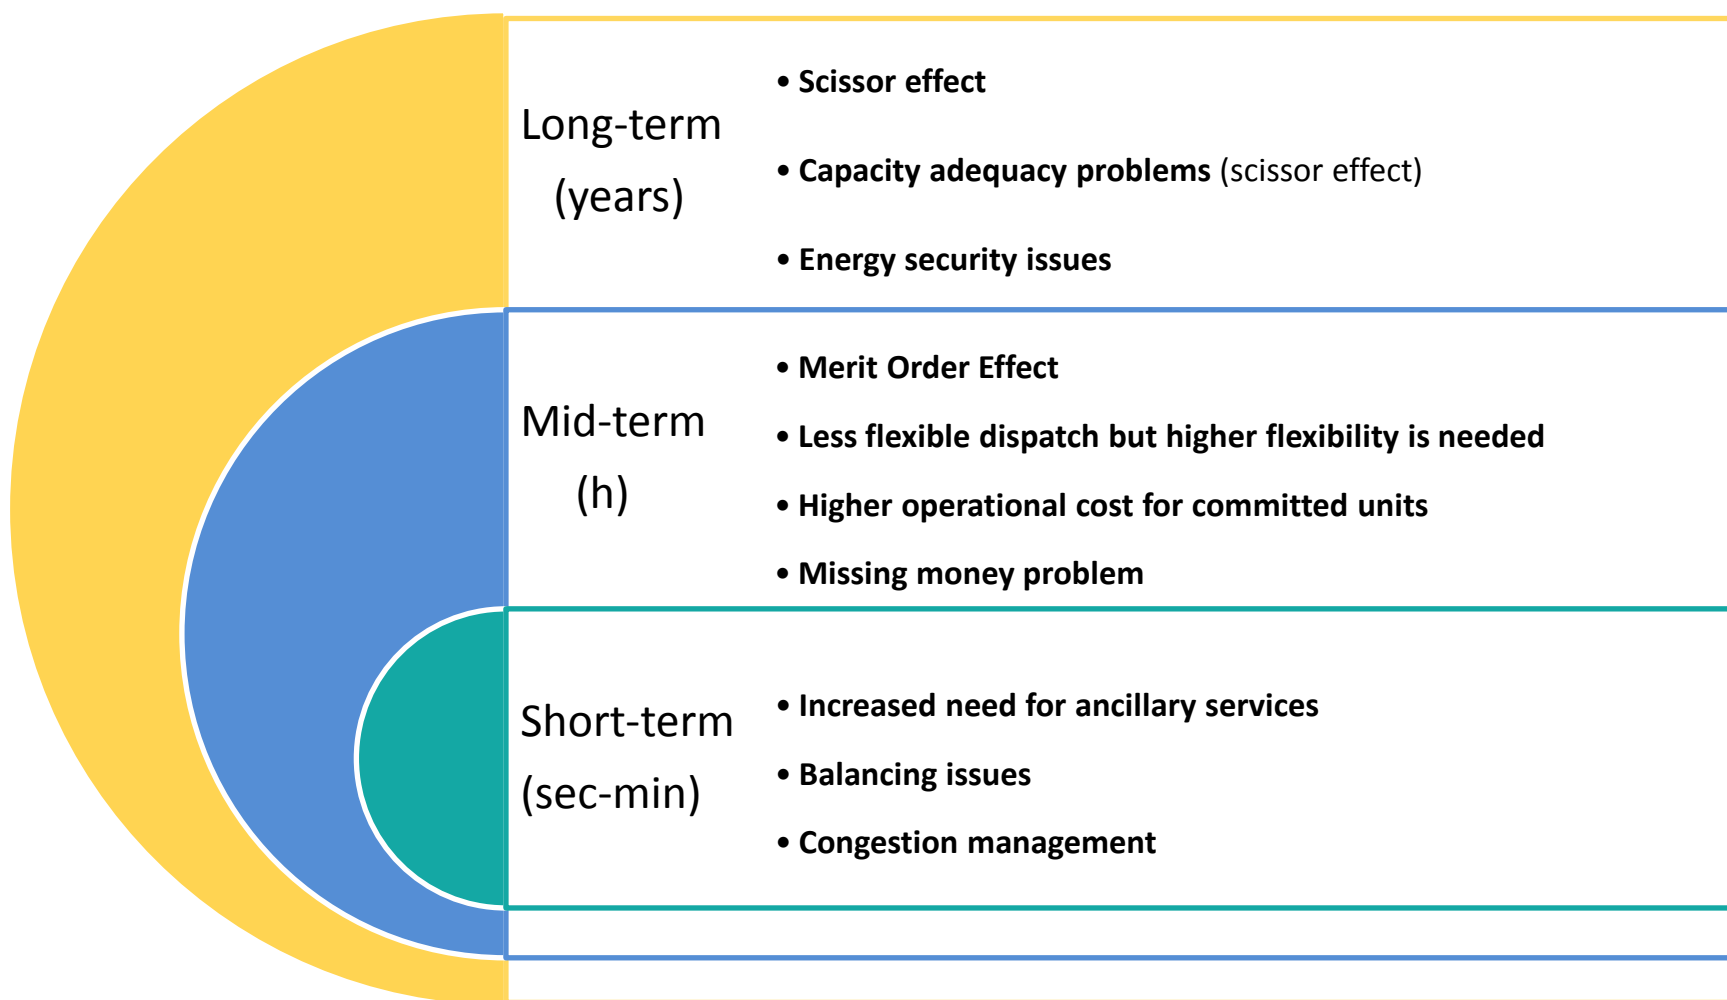 Long-term
(years)
• Scissor effect
• Capacity adequacy problems (scissor effect)
• Energy security issues
Mid-term
(h)
• Merit Order Effect
• Less flexible dispatch but higher flexibility is needed
• Higher operational cost for committed units
• Missing money problem
Short-term
(sec-min)
• Increased need for ancillary services
• Balancing issues
• Congestion management